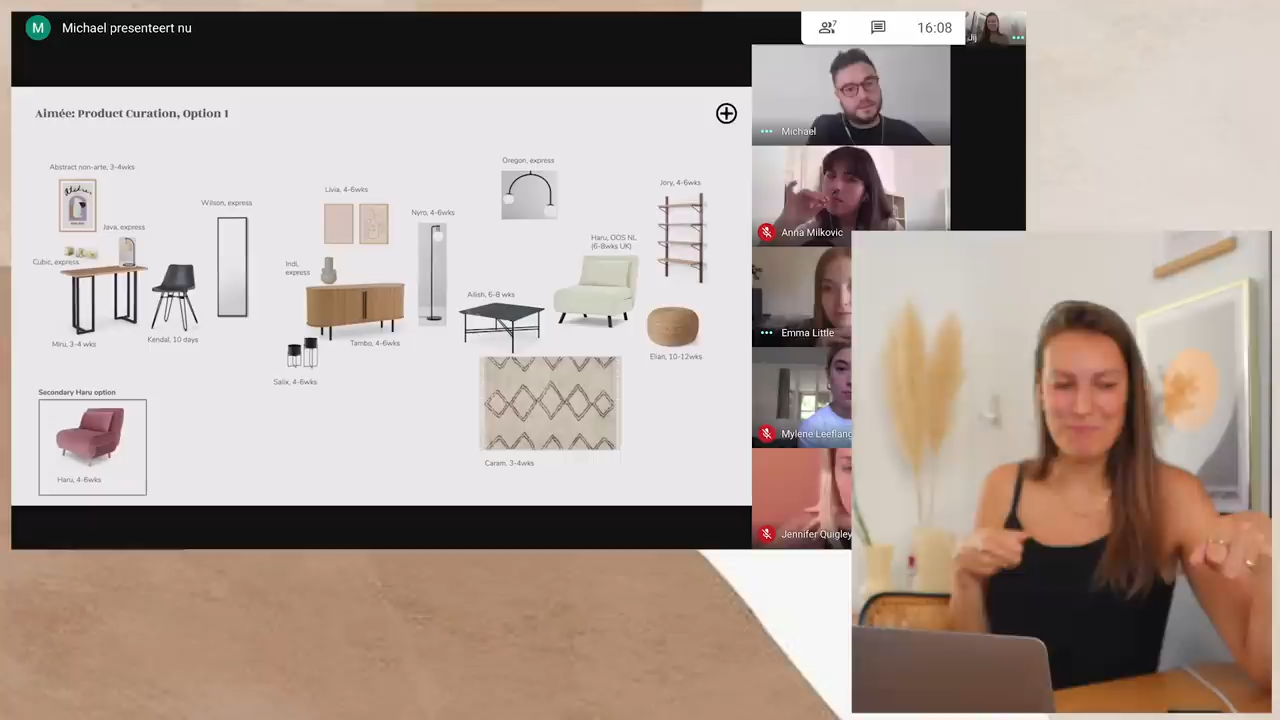 M
Michael presenteert nu
7
16:08
Jij
Aimée: Product Curation, Option 1
Abstract non-arte, 3-4wks
Wilson, express
Java, express
Cubic, express
Miru, 3-4 wks
Kendal, 10 days
Livia, 4-6wks
Indi,
express
Nyro, 4-6wks
Tambo, 4-6wks
Salix, 4-6wks
Oregon, express
Ailish, 6-8 wks
Haru, OOS NL
(6-8wks UK)
Jory, 4-6wks
Elian, 10-12wks
Caram, 3-4wks
Secondary Haru option
Haru, 4-6wks
Michael
Anna Milkovic
Emma Little
Mylene Leeflang
Jennifer Quigley